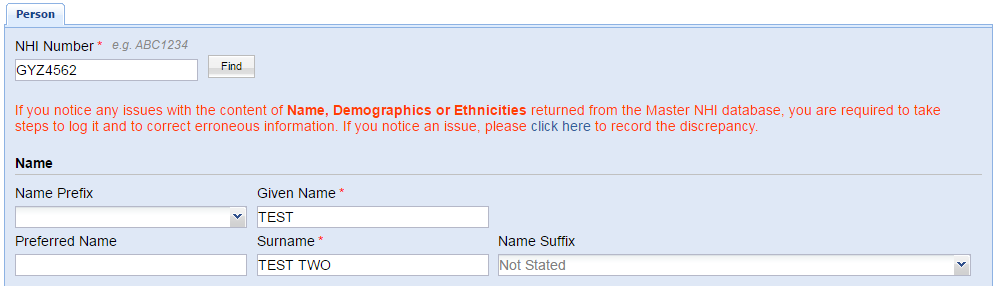 Person
NHI Number * e.g. ABC1234
GYZ4562 Find
If you notice any issues with the content of Name, Demographics or Ethnicities returned from the Master NHI database, you are required to take
steps to log it and to correct erroneous information. If you notice an issue, please click here to record the discrepancy.
Name
Name Prefix Given Name *
TEST
Preferred Name Surname * Name Suffix
TEST TWO Not Stated